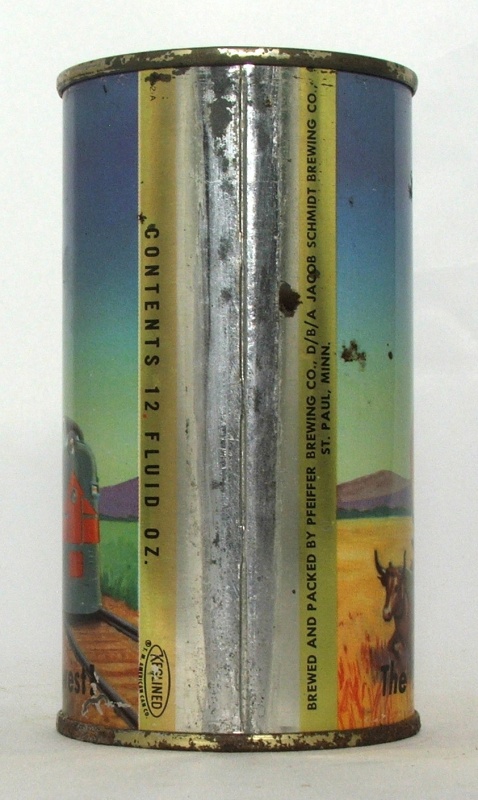 CONTENTS 12 FLUID OZ.
KEGLINED
BREWED AND PACKED BY PFEIFFER BREWING CO., D/B/A JACOB SCHMIDT BREWING CO.,
ST. PAUL, MINN.
The